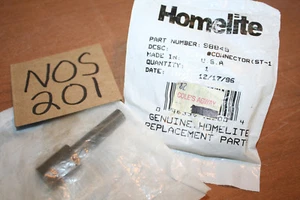 NOS
201
Homelite
PART NUMBER: 98845
DESC: #CONNECTOR(ST-1
MADE IN: U.S.A
QUANTITY: 1
DATE: 12/17/96
GENUINE HOMELITE
REPLACEMENT PART